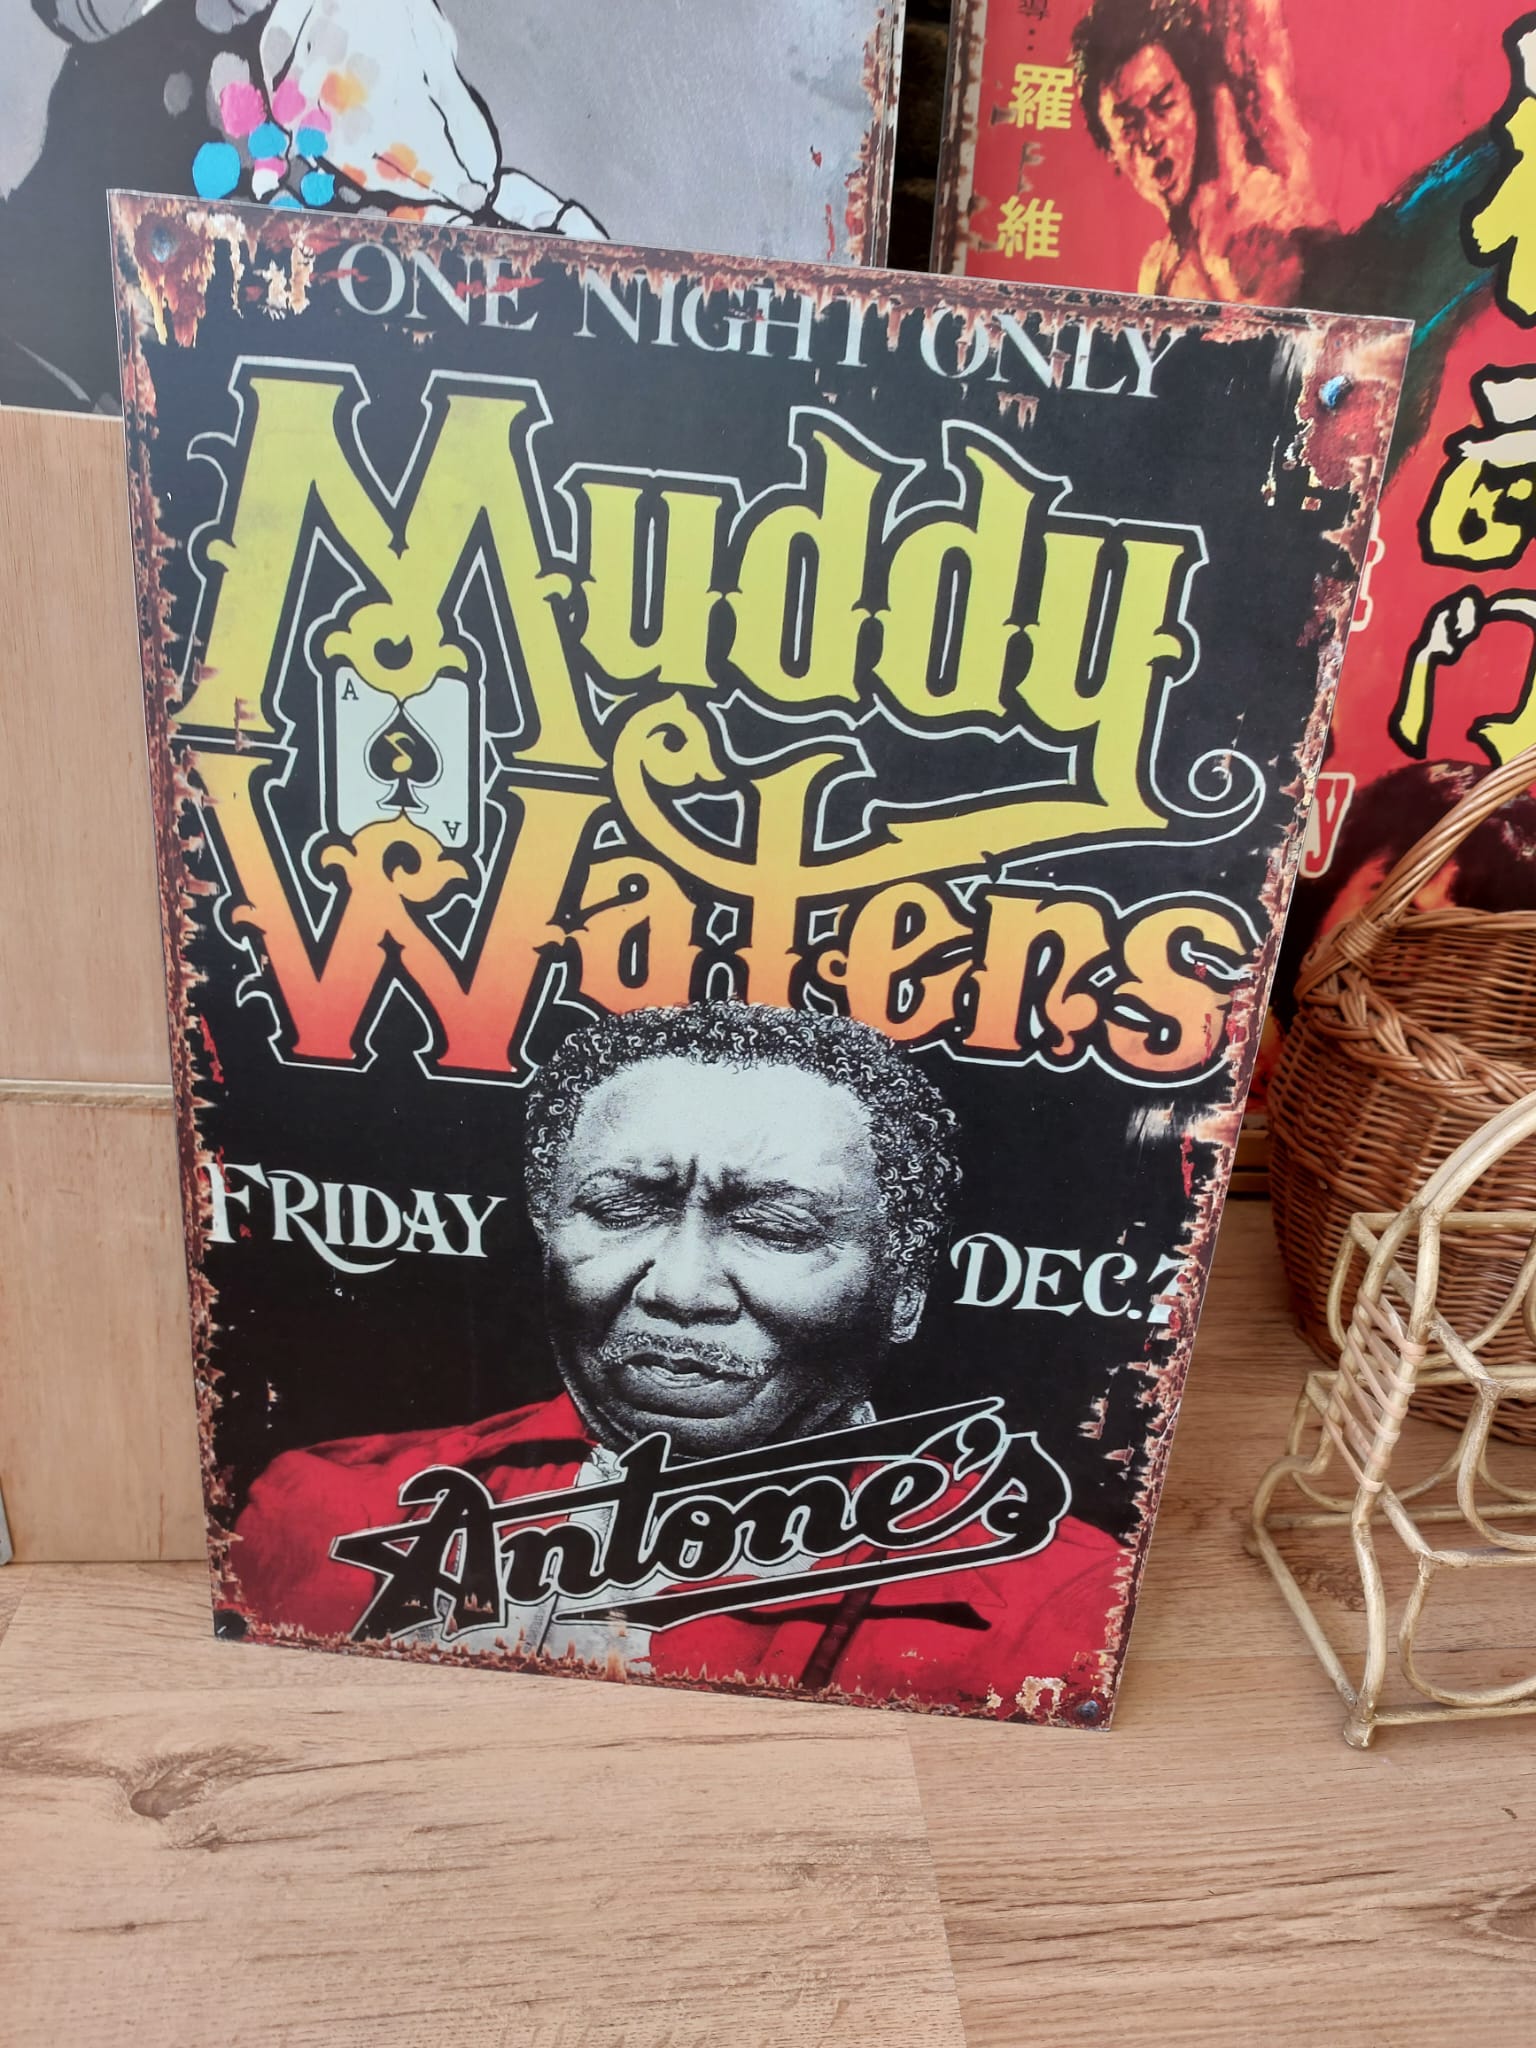 ONE NIGHT ONLY
Muddy
A
S
A
Waters
FRIDAY
DEC.7
Antone's
羅
維
y